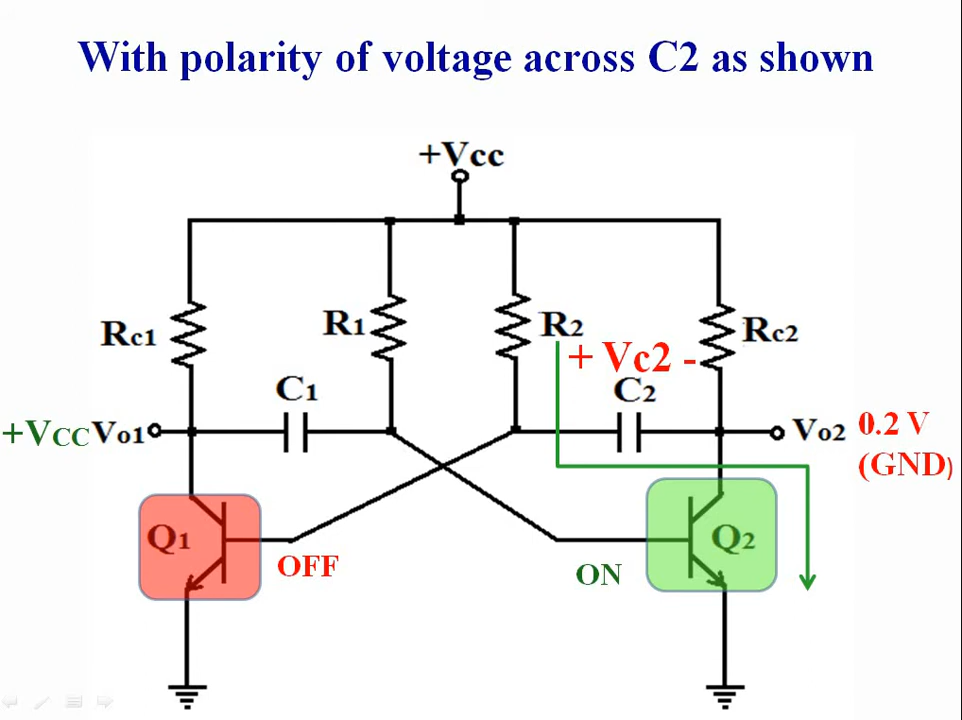 With polarity of voltage across C2 as shown
+Vcc
Rc1
R1
R2
Rc2
+ Vc2 -
C1
C2
+VCC Vo1
Vo2
0.2 V
(GND)
Q1
Q2
OFF
ON